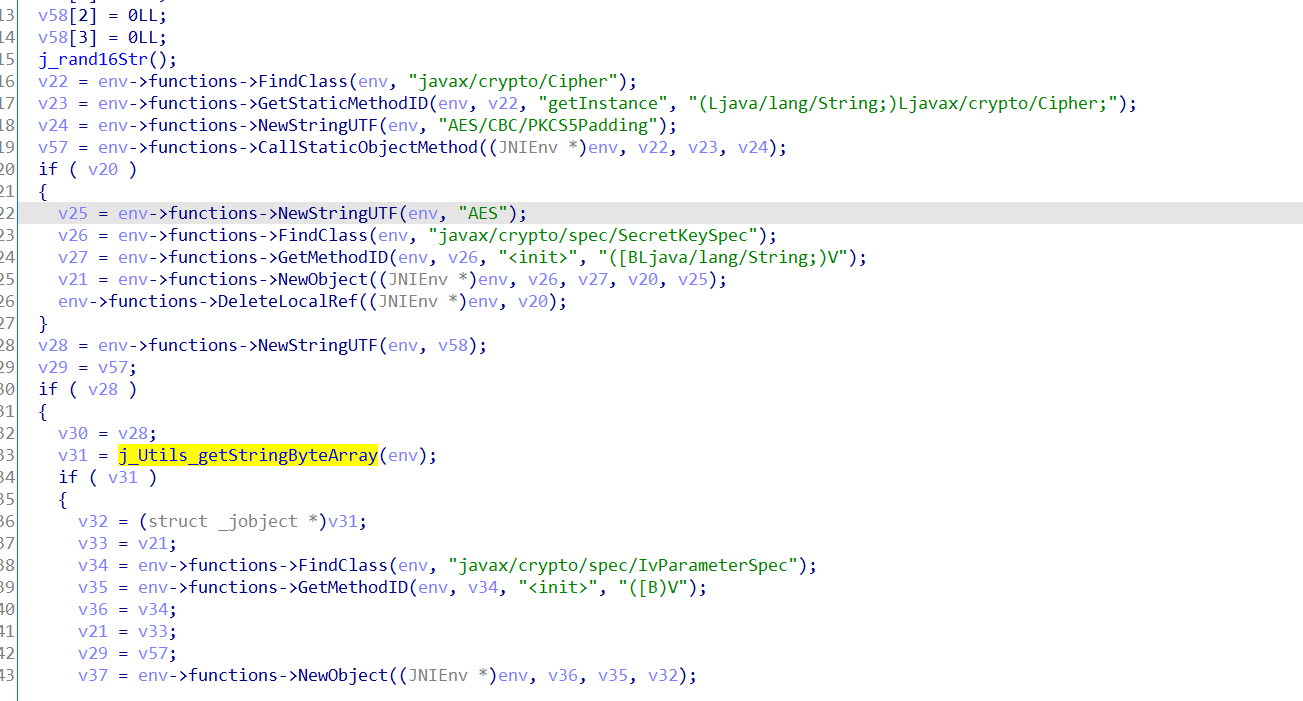 13 v58[2] = 0LL;
14 v58[3] = 0LL;
15 j_rand16Str();
16 v22 = env->functions->FindClass(env, "javax/crypto/Cipher");
17 v23 = env->functions->GetStaticMethodID(env, v22, "getInstance", "(Ljava/lang/String;)Ljavax/crypto/Cipher;");
18 v24 = env->functions->NewStringUTF(env, "AES/CBC/PKCS5Padding");
19 v57 = env->functions->CallStaticObjectMethod((JNIEnv *)env, v22, v23, v24);
20 if ( v20 )
21 {
22 v25 = env->functions->NewStringUTF(env, "AES");
23 v26 = env->functions->FindClass(env, "javax/crypto/spec/SecretKeySpec");
24 v27 = env->functions->GetMethodID(env, v26, "<init>", "([BLjava/lang/String;)V");
25 v21 = env->functions->NewObject((JNIEnv *)env, v26, v27, v20, v25);
26 env->functions->DeleteLocalRef((JNIEnv *)env, v20);
27 }
28 v28 = env->functions->NewStringUTF(env, v58);
29 v29 = v57;
30 if ( v28 )
31 {
32 v30 = v28;
33 v31 = j_Utils_getStringByteArray(env);
34 if ( v31 )
35 {
36 v32 = (struct _jobject *)v31;
37 v33 = v21;
38 v34 = env->functions->FindClass(env, "javax/crypto/spec/IvParameterSpec");
39 v35 = env->functions->GetMethodID(env, v34, "<init>", "([B)V");
40 v36 = v34;
41 v21 = v33;
42 v29 = v57;
43 v37 = env->functions->NewObject((JNIEnv *)env, v36, v35, v32);